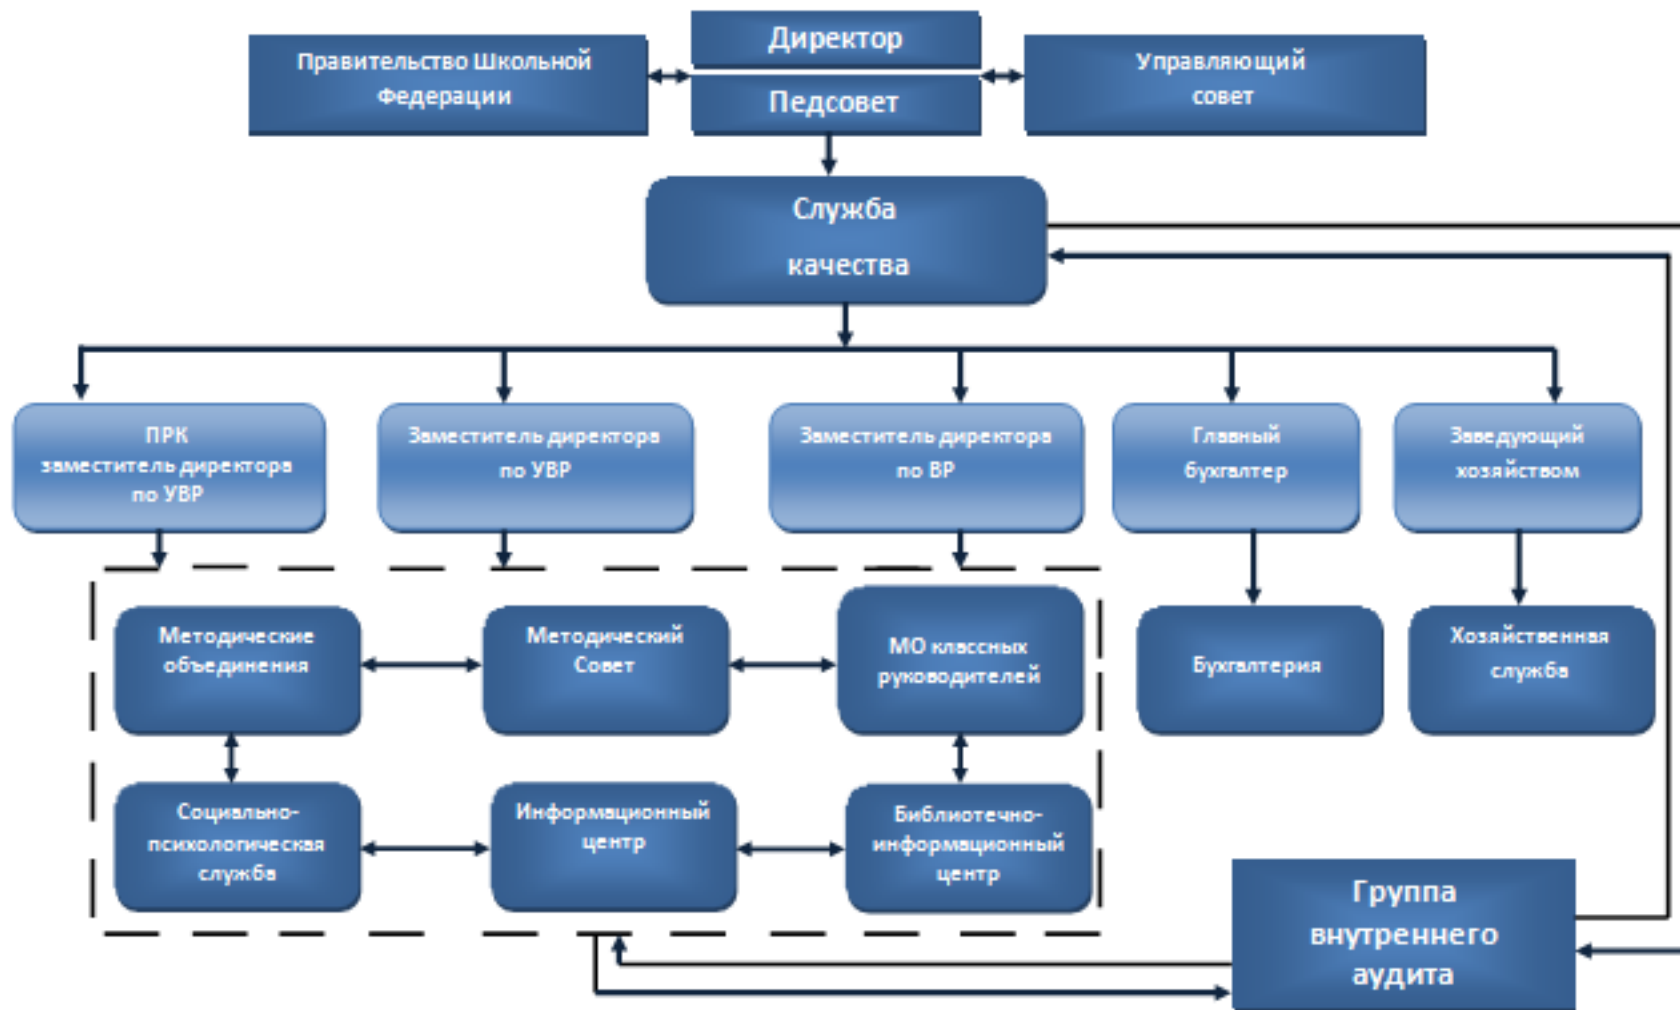 Директор
Правительство Школьной
Федерации
Педсовет
Управляющий
совет
Служба
качества
ПРК
заместитель директора
по УВР
Заместитель директора
по УВР
Заместитель директора
по ВР
Главный
бухгалтер
Заведующий
хозяйством
Методические
объединения
Методический
Совет
МО классных
руководителей
Бухгалтерия
Хозяйственная
служба
Социально-
психологическая
служба
Информационный
центр
Библиотечно-
информационный
центр
Группа
внутреннего
аудита